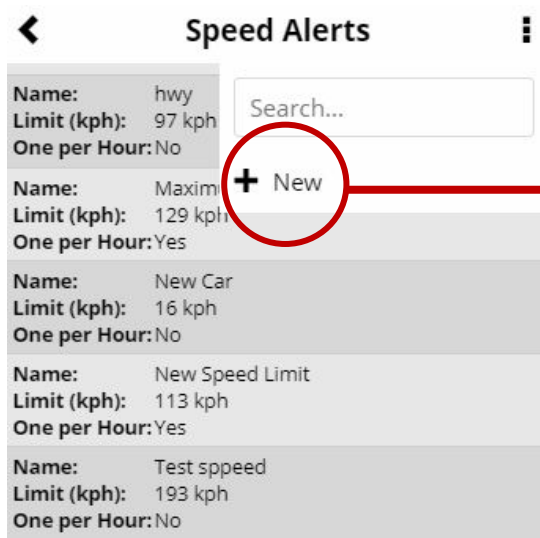 Speed Alerts
Name: hwy
Limit (kph): 97 kph
One per Hour: No
Search...
New
Name:
Limit (kph): 129 kph
One per Hour: Yes
Name: New Car
Limit (kph): 16 kph
One per Hour: No
Name: New Speed Limit
Limit (kph): 113 kph
One per Hour: Yes
Name: Test sppeed
Limit (kph): 193 kph
One per Hour: No